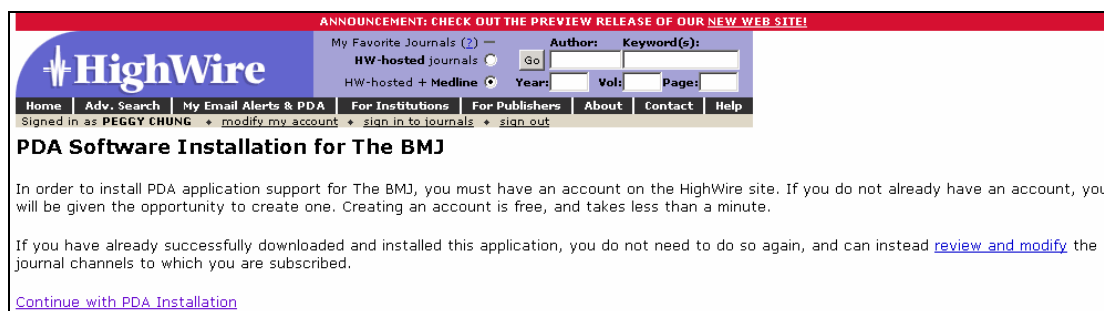 ANNOUNCEMENT: CHECK OUT THE PREVIEW RELEASE OF OUR NEW WEB SITE!
My Favorite Journals (?) — Author: Keyword(s):
HighWire
HW-hosted journals Go
HW-hosted + Medline Year: Vol: Page:
Home Adv. Search My Email Alerts & PDA For Institutions For Publishers About Contact Help
Signed in as PEGGY CHUNG modify my account sign in to journals sign out
PDA Software Installation for The BMJ
In order to install PDA application support for The BMJ, you must have an account on the HighWire site. If you do not already have an account, you
will be given the opportunity to create one. Creating an account is free, and takes less than a minute.
If you have already successfully downloaded and installed this application, you do not need to do so again, and can instead review and modify the
journal channels to which you are subscribed.
Continue with PDA Installation